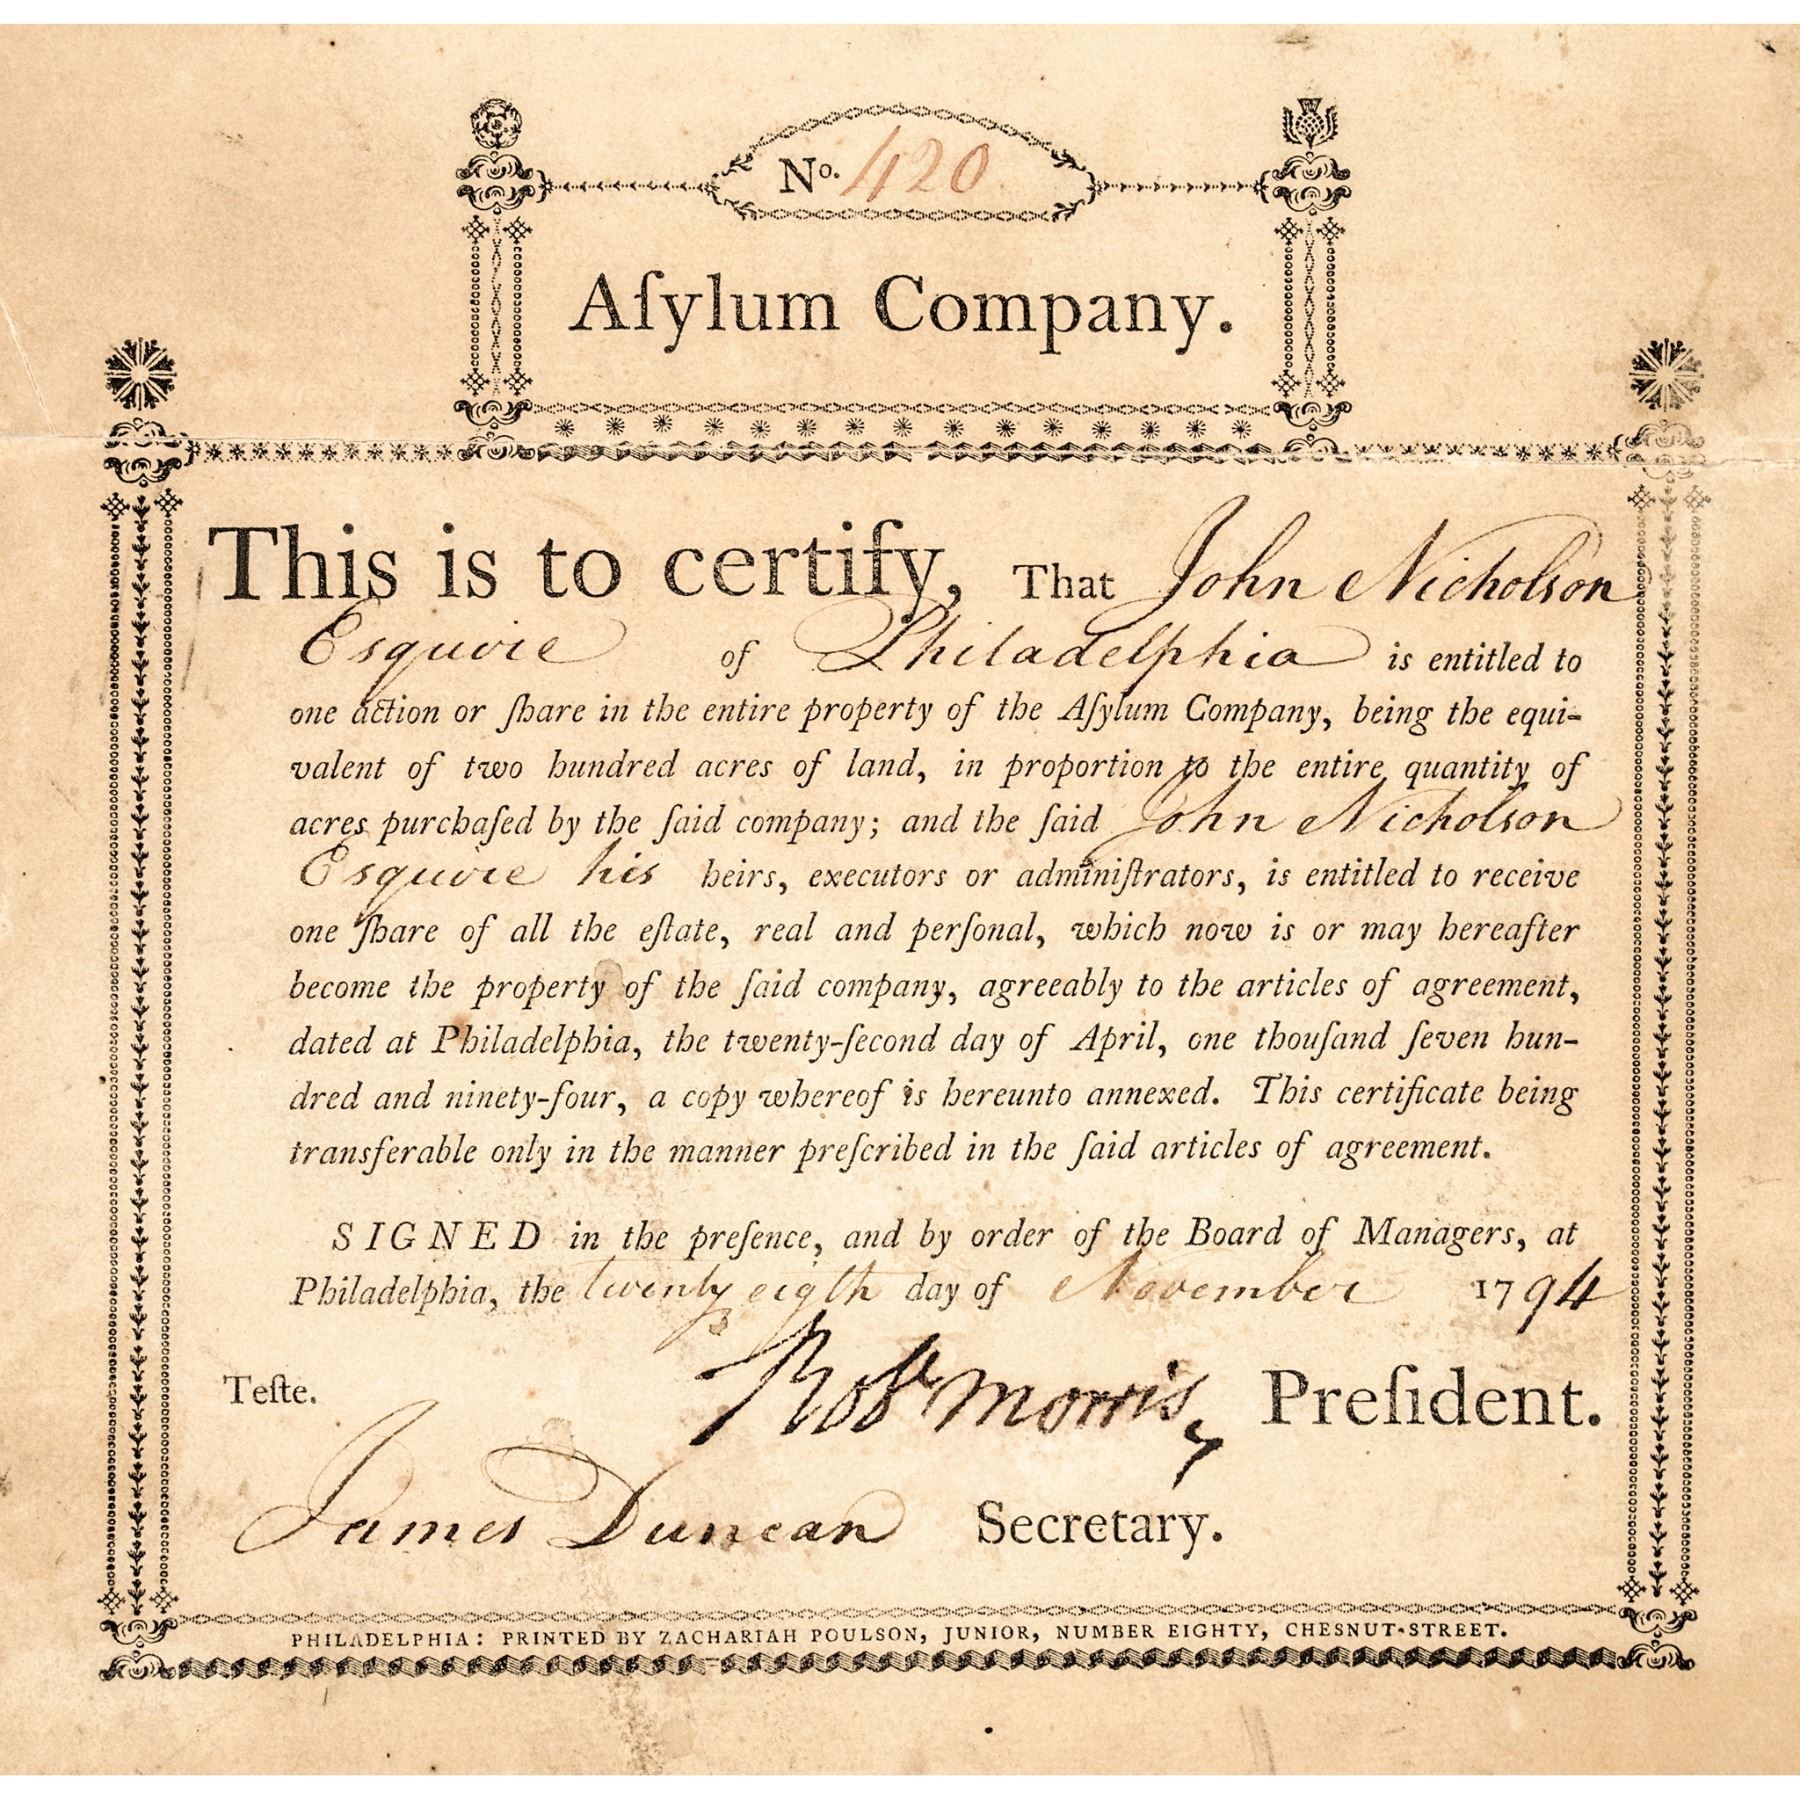 No. 420
Aſylum Company.
This is to certify, That John Nicholson
Esquire of Philadelphia is entitled to
one action or ſhare in the entire property of the Aſylum Company, being the equi-
valent of two hundred acres of land, in proportion to the entire quantity of
acres purchaſed by the ſaid company; and the ſaid John Nicholson
Esquire his heirs, executors or adminiſtrators, is entitled to receive
one ſhare of all the eſtate, real and perſonal, which now is or may hereafter
become the property of the ſaid company, agreeably to the articles of agreement,
dated at Philadelphia, the twenty-ſecond day of April, one thouſand ſeven hun-
dred and ninety-four, a copy whereof is hereunto annexed. This certificate being
transferable only in the manner preſcribed in the ſaid articles of agreement.
SIGNED in the preſence, and by order of the Board of Managers, at
Philadelphia, the twenty eigth day of November 1794
Teſte. Robt Morris, Preſident.
James Duncan Secretary.
PHILADELPHIA: PRINTED BY ZACHARIAH POULSON, JUNIOR, NUMBER EIGHTY, CHESNUT-STREET.